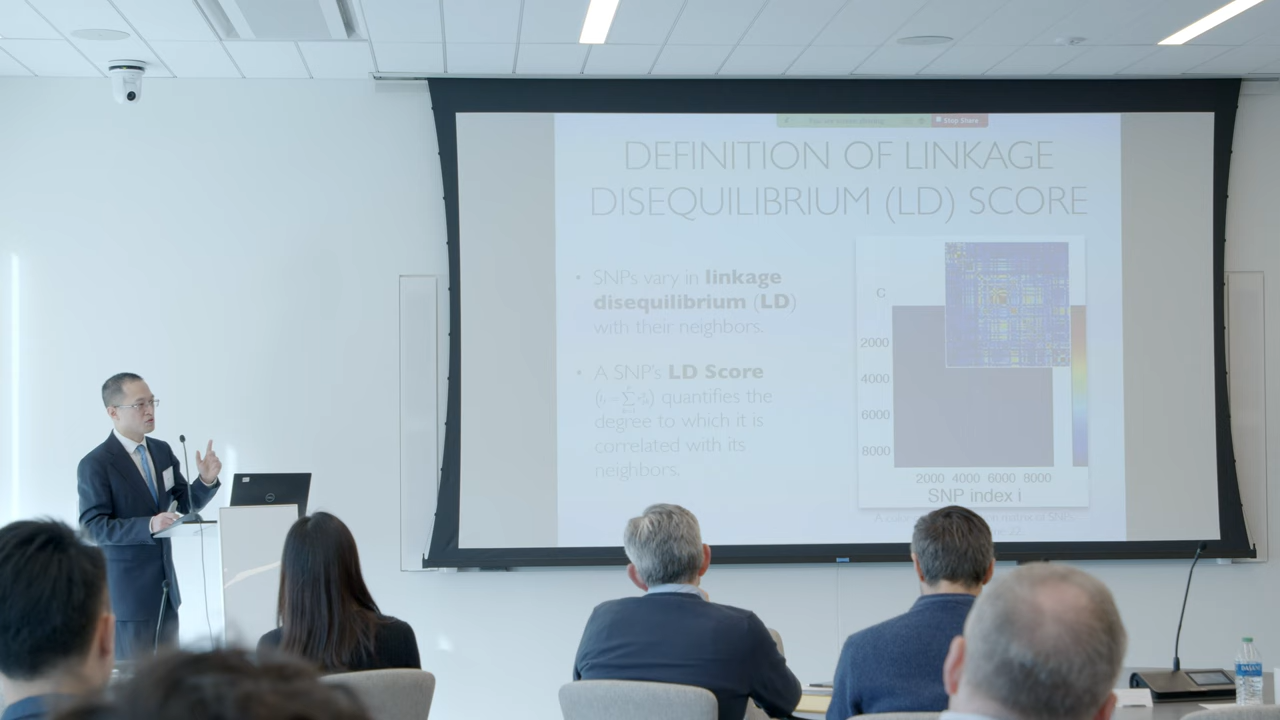 Stop Share
DEFINITION OF LINKAGE
DISEQUILIBRIUM (LD) SCORE
• SNPs vary in linkage
disequilibrium (LD)
with their neighbors.
• A SNP's LD Score
quantifies the
degree to which it is
correlated with its
neighbors.
C
2000
4000
6000
8000
2000 4000 6000 8000
SNP index i
DELL